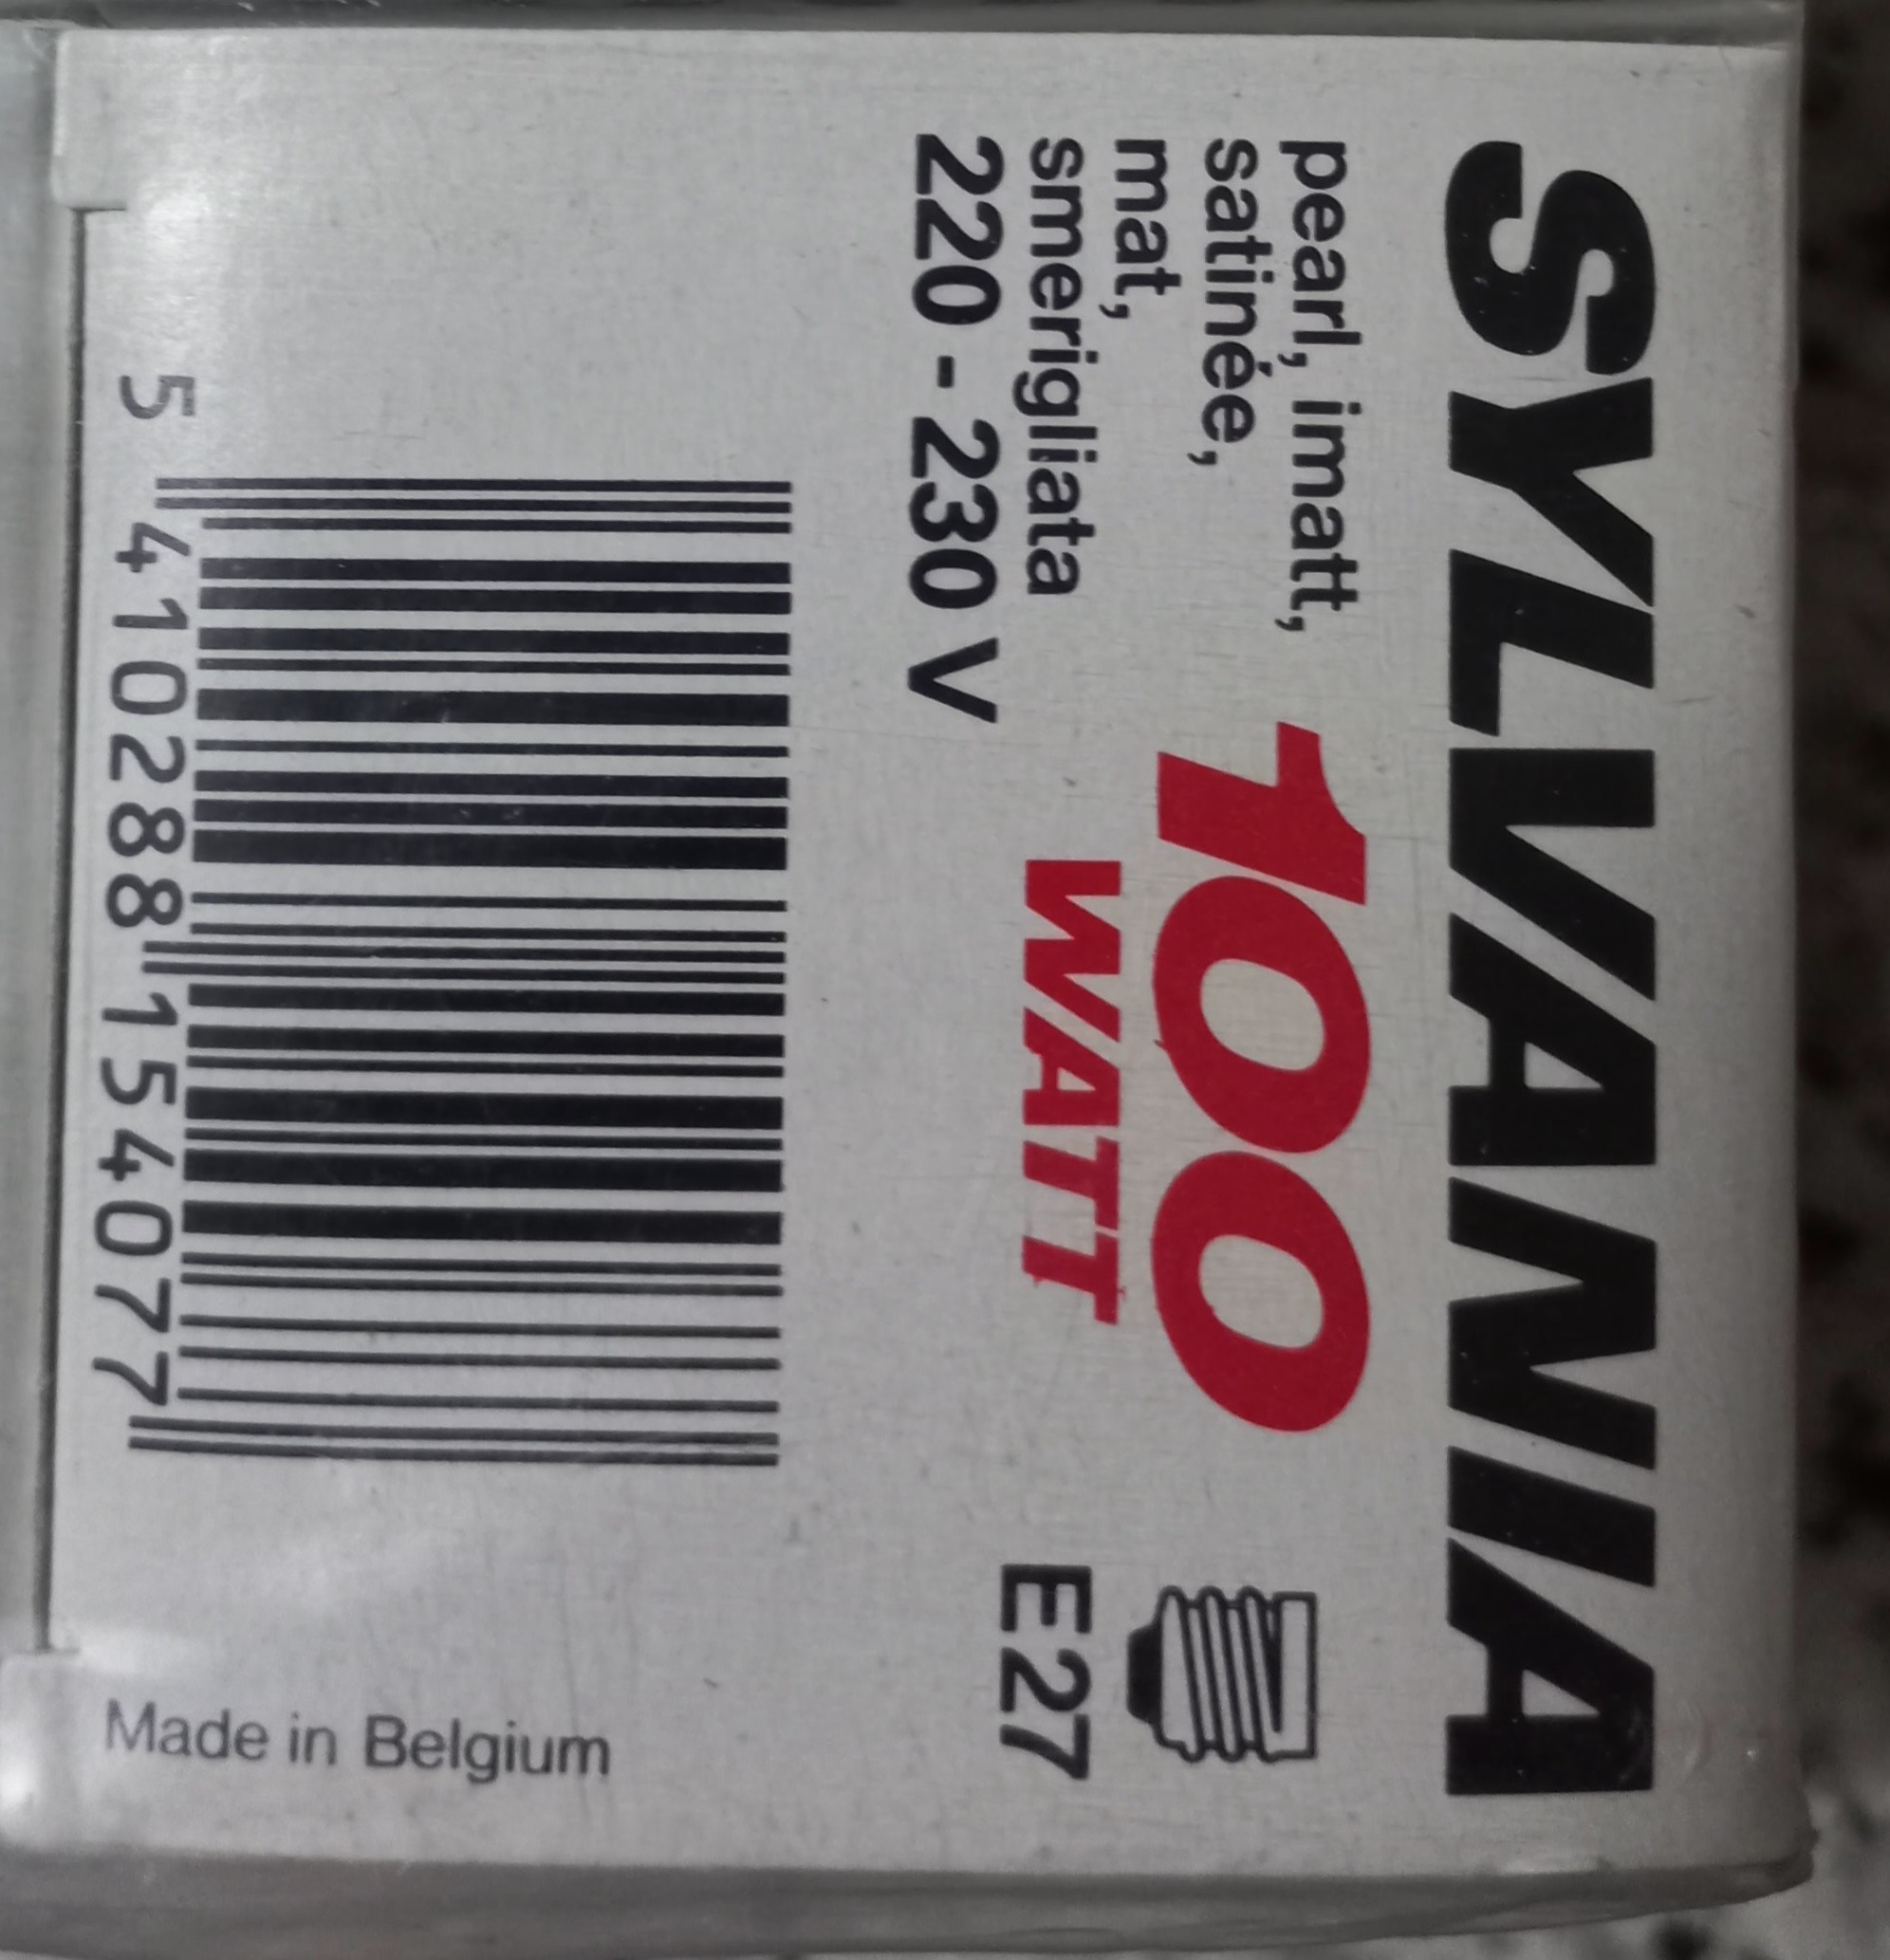 SYLVANIA
pearl, imatt,
satinée,
mat,
smerigliata
220 - 230 V
100
WATT
E27
5 410288 154077
Made in Belgium